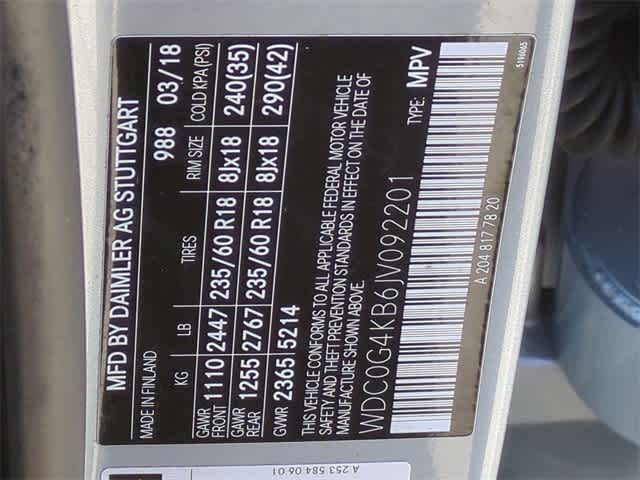 MFD BY DAIMLER AG STUTTGART
MADE IN FINLAND 988 03/18
KG LB TIRES RIM SIZE COLD KPA(PSI)
GAWR 1110 2447 235/60 R18 8Jx18 240(35)
GAWR REAR 1255 2767 235/60 R18 8Jx18 290(42)
GVWR 2365 5214
THIS VEHICLE CONFORMS TO ALL APPLICABLE FEDERAL MOTOR VEHICLE
SAFETY AND THEFT PREVENTION STANDARDS IN EFFECT ON THE DATE OF
MANUFACTURE SHOWN ABOVE.
WDC0G4KB6JV092201 TYPE: MPV
A 204 817 78 20
5196065
A 253 584 06 01